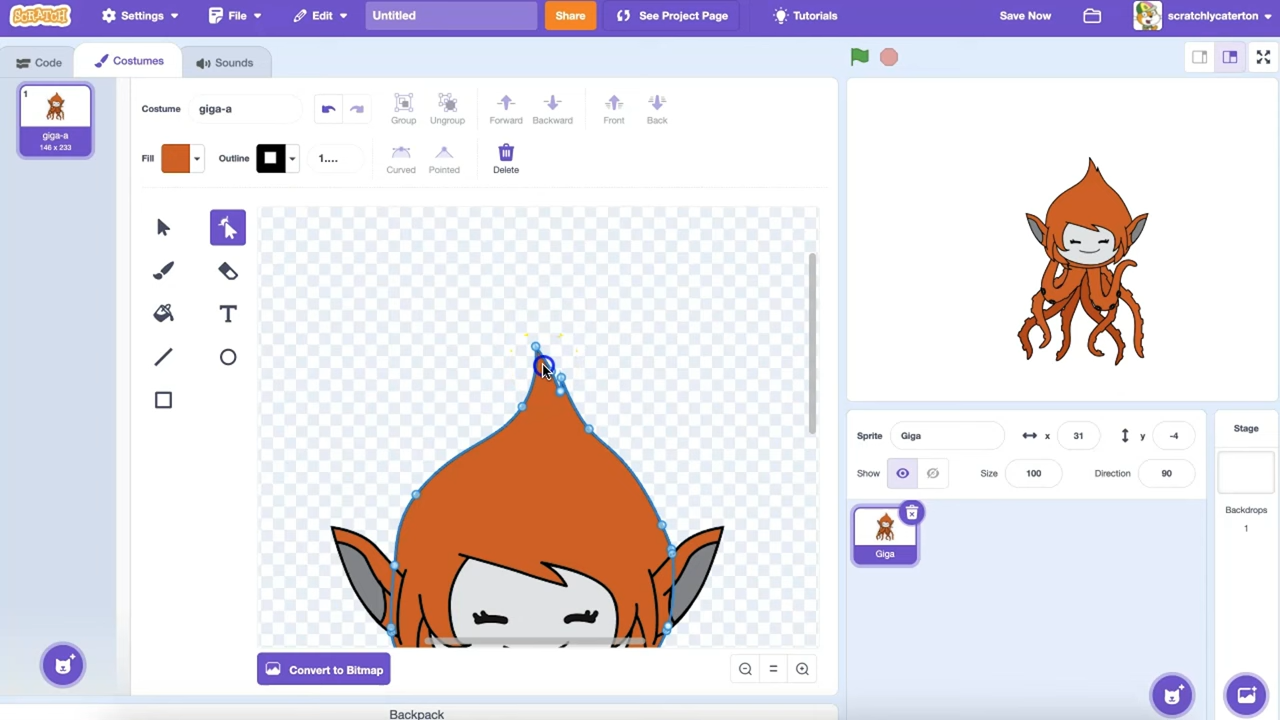 SCRATCH Settings File Edit Untitled Share See Project Page Tutorials Save Now scratchlycaterton
Code Costumes Sounds
1
giga-a
146 x 233
Costume giga-a Group Ungroup Forward Backward Front Back
Fill Outline 1.... Curved Pointed Delete
Convert to Bitmap
Backpack
Sprite Giga x 31 y -4
Show Size 100 Direction 90
Giga
Stage
Backdrops
1